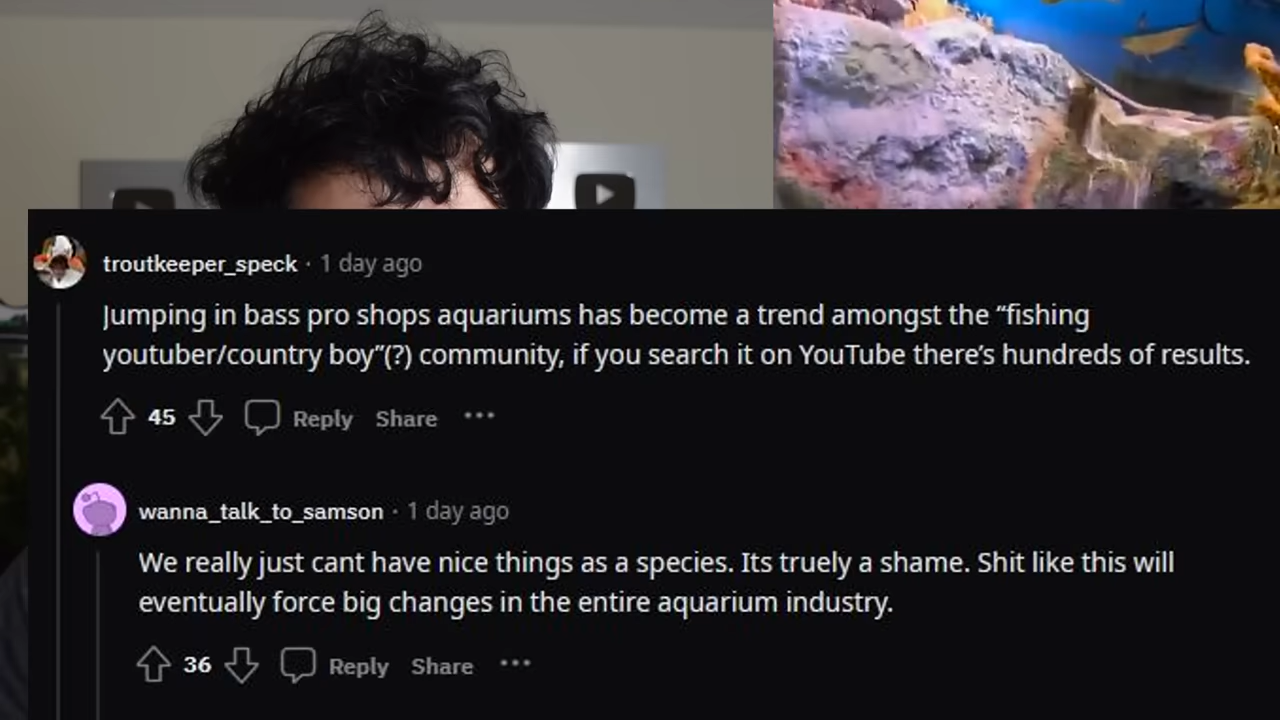 troutkeeper_speck · 1 day ago
Jumping in bass pro shops aquariums has become a trend amongst the “fishing
youtuber/country boy”(?) community, if you search it on YouTube there’s hundreds of results.
45 Reply Share ···
wanna_talk_to_samson · 1 day ago
We really just cant have nice things as a species. Its truely a shame. Shit like this will
eventually force big changes in the entire aquarium industry.
36 Reply Share ···